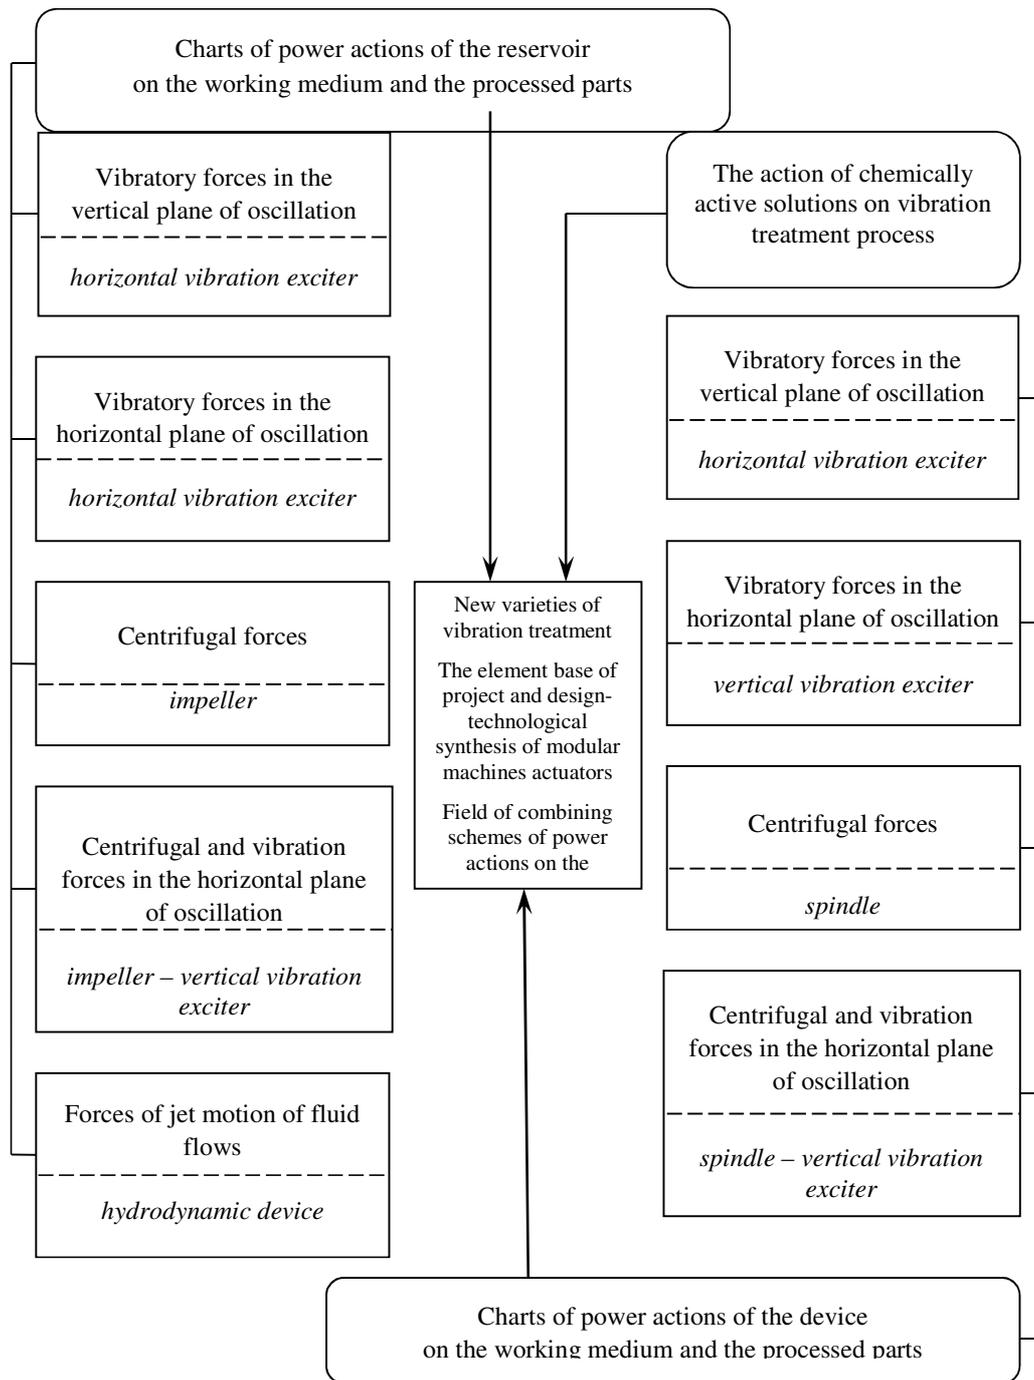 Charts of power actions of the reservoir
on the working medium and the processed parts
Vibratory forces in the
vertical plane of oscillation
horizontal vibration exciter
Vibratory forces in the
horizontal plane of oscillation
horizontal vibration exciter
Centrifugal forces
impeller
Centrifugal and vibration
forces in the horizontal plane
of oscillation
impeller – vertical vibration
exciter
Forces of jet motion of fluid
flows
hydrodynamic device
New varieties of
vibration treatment
The element base of
project and design-
technological
synthesis of modular
machines actuators
Field of combining
schemes of power
actions on the
The action of chemically
active solutions on vibration
treatment process
Vibratory forces in the
vertical plane of oscillation
horizontal vibration exciter
Vibratory forces in the
horizontal plane of oscillation
vertical vibration exciter
Centrifugal forces
spindle
Centrifugal and vibration
forces in the horizontal plane
of oscillation
spindle – vertical vibration
exciter
Charts of power actions of the device
on the working medium and the processed parts